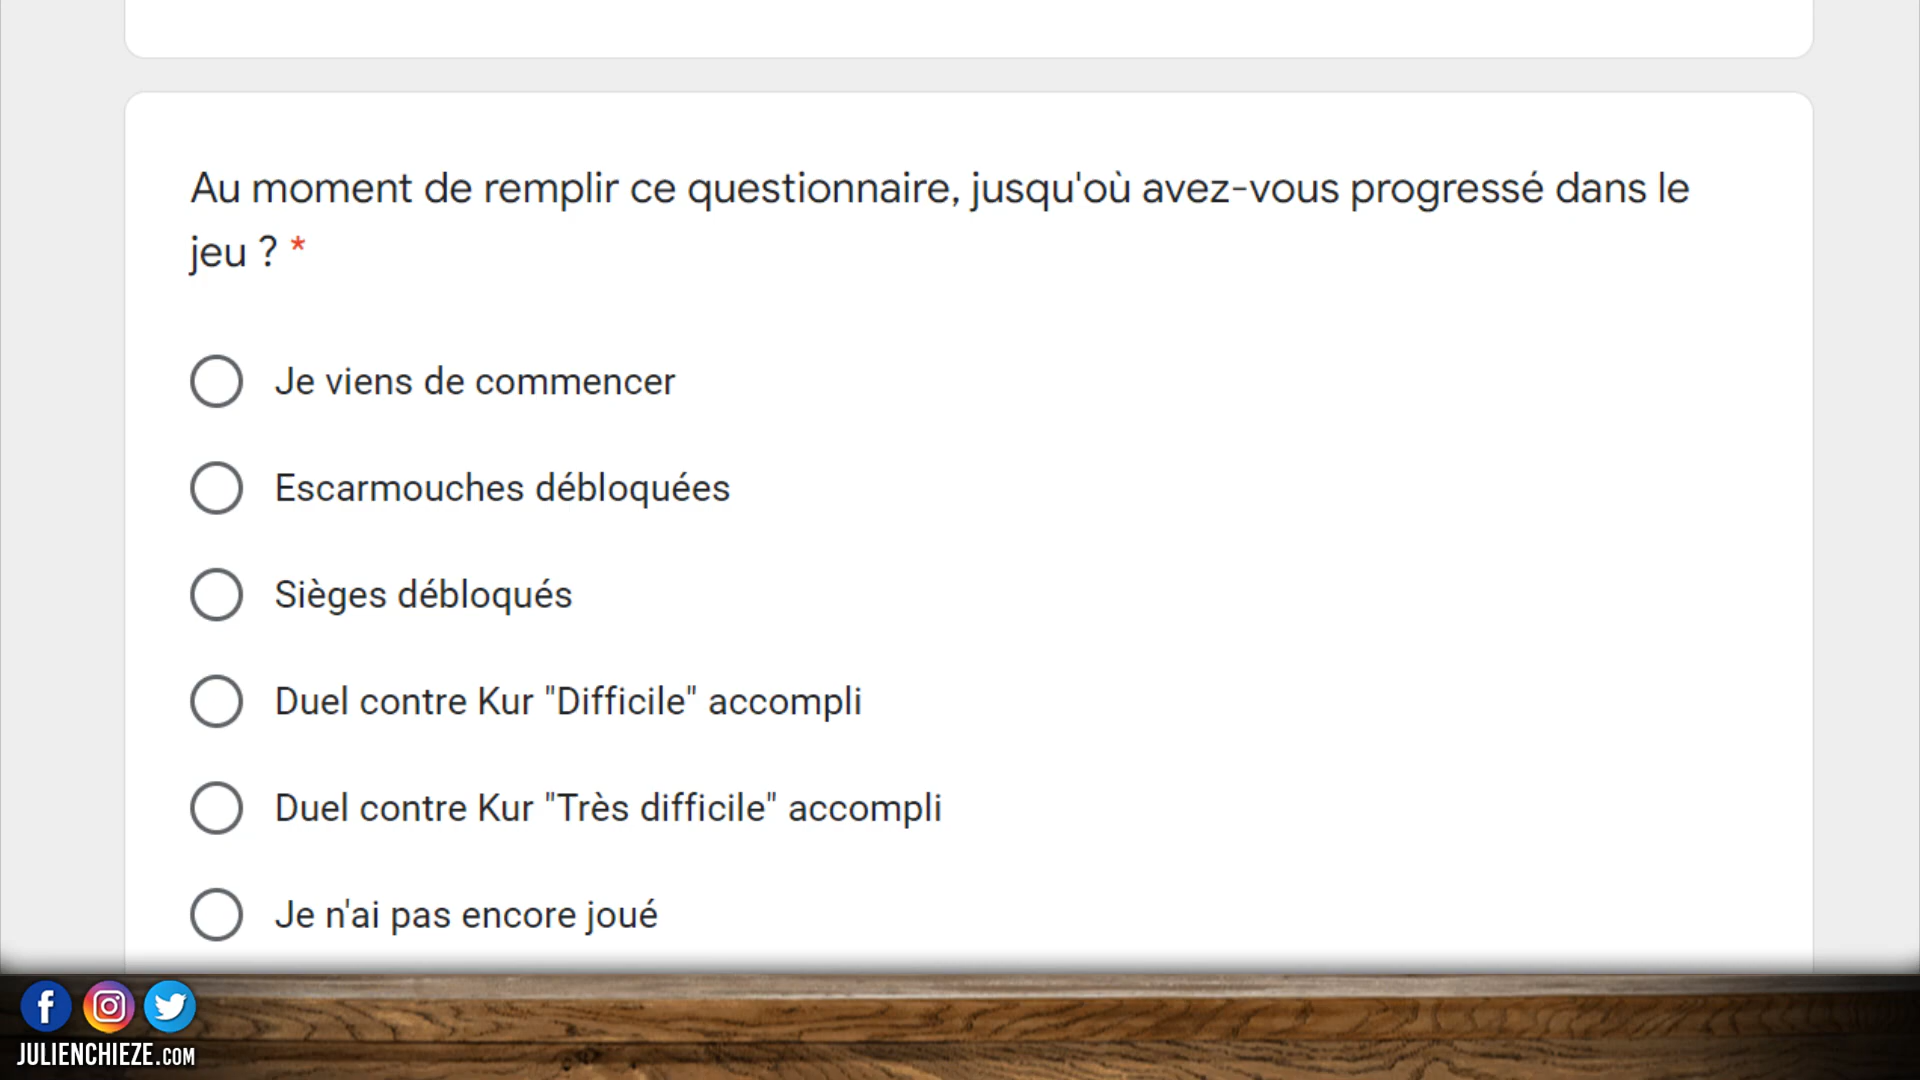 Au moment de remplir ce questionnaire, jusqu'où avez-vous progressé dans le
jeu ? *
Je viens de commencer
Escarmouches débloquées
Sièges débloqués
Duel contre Kur "Difficile" accompli
Duel contre Kur "Très difficile" accompli
Je n'ai pas encore joué
JULIENCHIEZE.COM